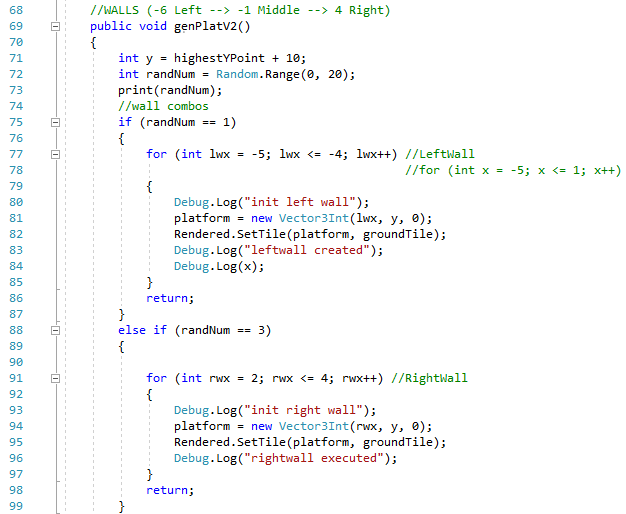 68 //WALLS (-6 Left --> -1 Middle --> 4 Right)
69 public void genPlatV2()
70 {
71 int y = highestYPoint + 10;
72 int randNum = Random.Range(0, 20);
73 print(randNum);
74 //wall combos
75 if (randNum == 1)
76 {
77 for (int lwx = -5; lwx <= -4; lwx++) //LeftWall
78 //for (int x = -5; x <= 1; x++)
79 {
80 Debug.Log("init left wall");
81 platform = new Vector3Int(lwx, y, 0);
82 Rendered.SetTile(platform, groundTile);
83 Debug.Log("leftwall created");
84 Debug.Log(x);
85 }
86 return;
87 }
88 else if (randNum == 3)
89 {
90
91 for (int rwx = 2; rwx <= 4; rwx++) //RightWall
92 {
93 Debug.Log("init right wall");
94 platform = new Vector3Int(rwx, y, 0);
95 Rendered.SetTile(platform, groundTile);
96 Debug.Log("rightwall executed");
97 }
98 return;
99 }